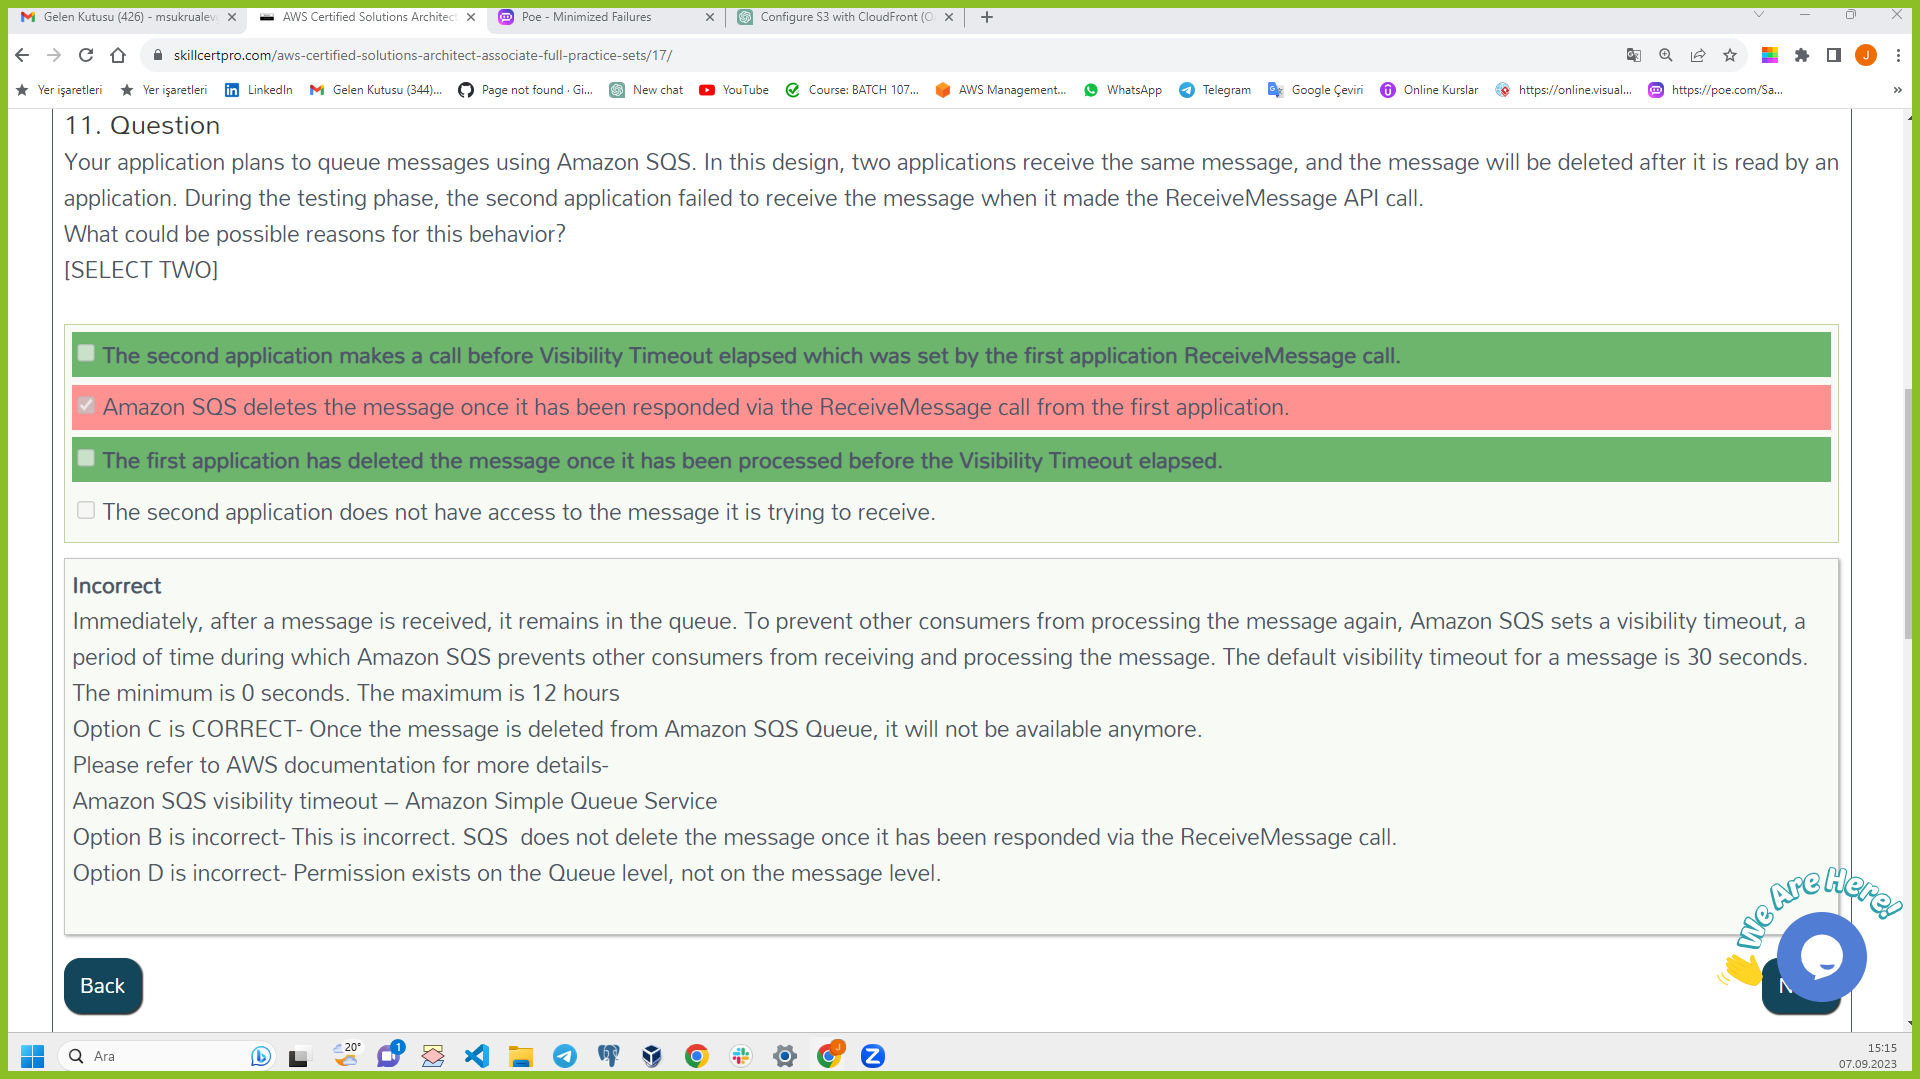 Gelen Kutusu (426) - msukrualev
AWS Certified Solutions Architect
Poe - Minimized Failures
Configure S3 with CloudFront (O
skillcertpro.com/aws-certified-solutions-architect-associate-full-practice-sets/17/
J
Yer işaretleri
Yer işaretleri
LinkedIn
Gelen Kutusu (344)...
Page not found · Gi...
New chat
YouTube
Course: BATCH 107...
AWS Management...
WhatsApp
Telegram
Google Çeviri
Online Kurslar
https://online.visual...
https://poe.com/Sa...
»
11. Question
Your application plans to queue messages using Amazon SQS. In this design, two applications receive the same message, and the message will be deleted after it is read by an
application. During the testing phase, the second application failed to receive the message when it made the ReceiveMessage API call.
What could be possible reasons for this behavior?
[SELECT TWO]
The second application makes a call before Visibility Timeout elapsed which was set by the first application ReceiveMessage call.
Amazon SQS deletes the message once it has been responded via the ReceiveMessage call from the first application.
The first application has deleted the message once it has been processed before the Visibility Timeout elapsed.
The second application does not have access to the message it is trying to receive.
Incorrect
Immediately, after a message is received, it remains in the queue. To prevent other consumers from processing the message again, Amazon SQS sets a visibility timeout, a
period of time during which Amazon SQS prevents other consumers from receiving and processing the message. The default visibility timeout for a message is 30 seconds.
The minimum is 0 seconds. The maximum is 12 hours
Option C is CORRECT- Once the message is deleted from Amazon SQS Queue, it will not be available anymore.
Please refer to AWS documentation for more details-
Amazon SQS visibility timeout – Amazon Simple Queue Service
Option B is incorrect- This is incorrect. SQS  does not delete the message once it has been responded via the ReceiveMessage call.
Option D is incorrect- Permission exists on the Queue level, not on the message level.
We Are Here!
Back
Ara
20°
1
J
Z
15:15
07.09.2023